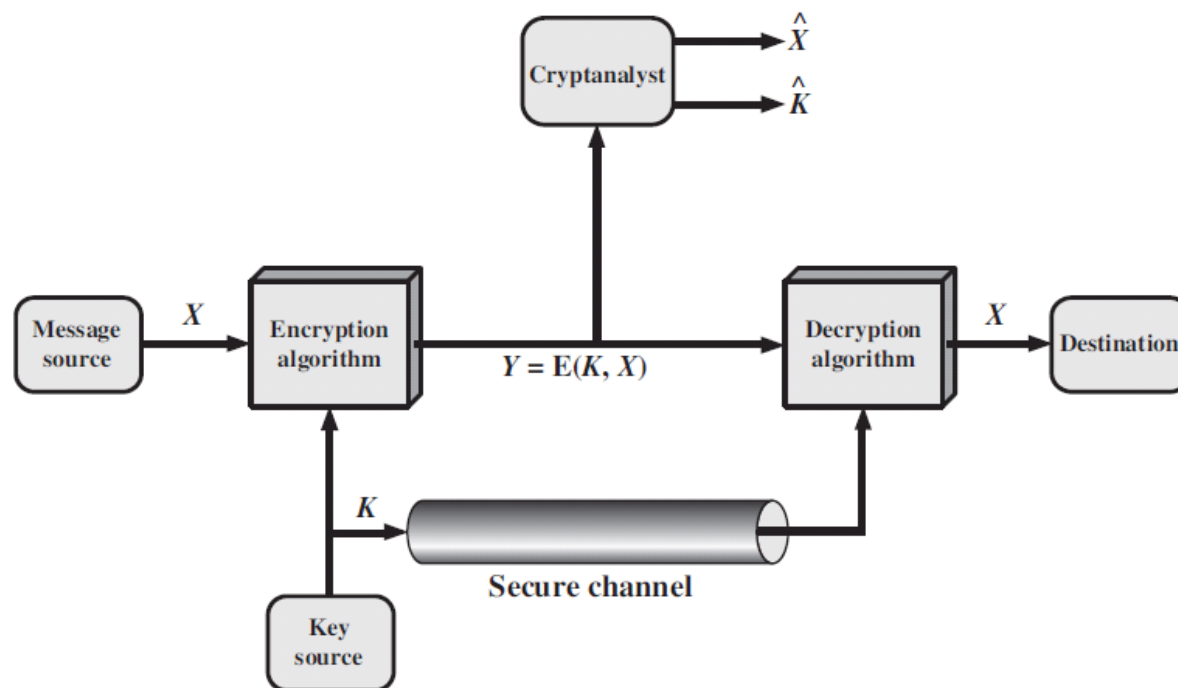 X̂
Cryptanalyst
K̂
Message
source
X
Encryption
algorithm
Y = E(K, X)
Decryption
algorithm
X
Destination
K
Secure channel
Key
source